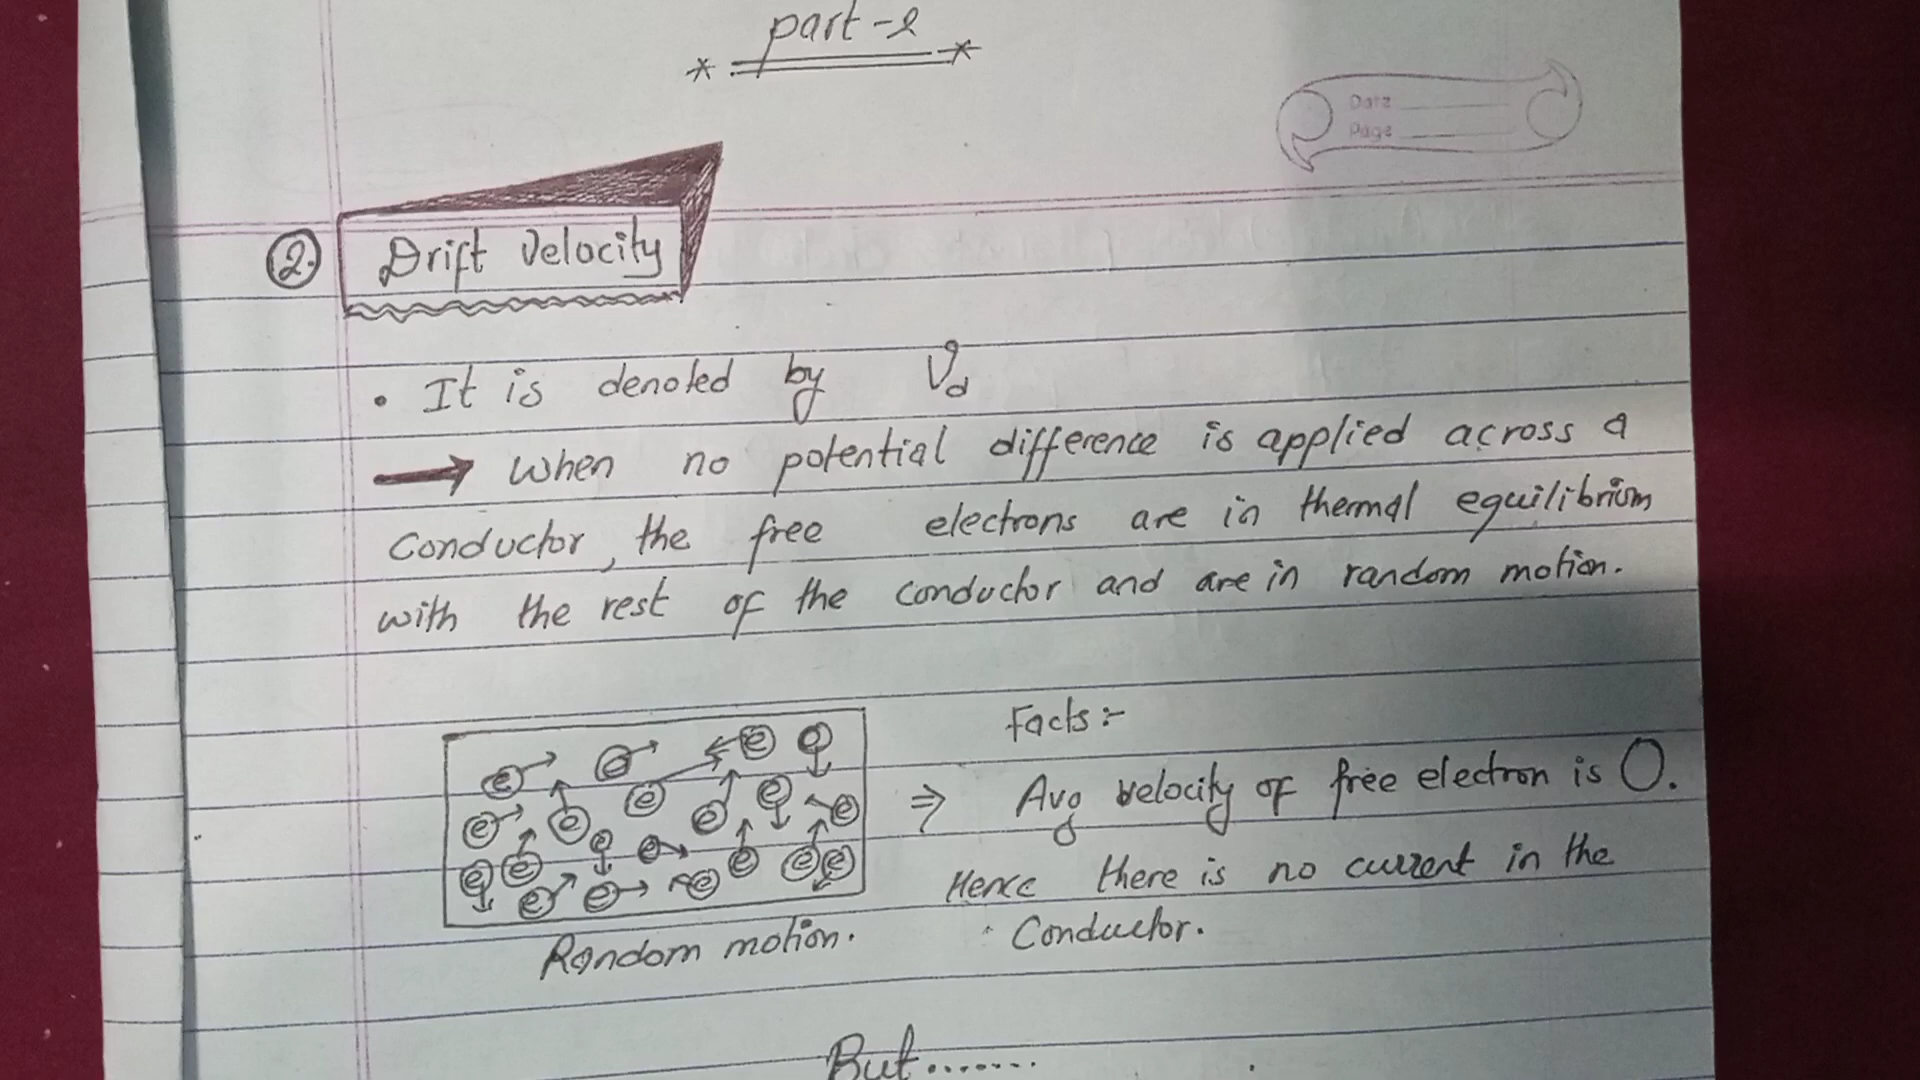 part-2
Date
Page
2. Drift Velocity
• It is denoted by Vd
→ When no potential difference is applied across a
conductor, the free electrons are in thermal equilibrium
with the rest of the conductor and are in random motion.
Facts :-
⇒ Avg velocity of free electron is 0.
Hence there is no current in the
Conductor.
e e e e
e e e e e e
e e e e e e e
e e e
Random motion.
But.......